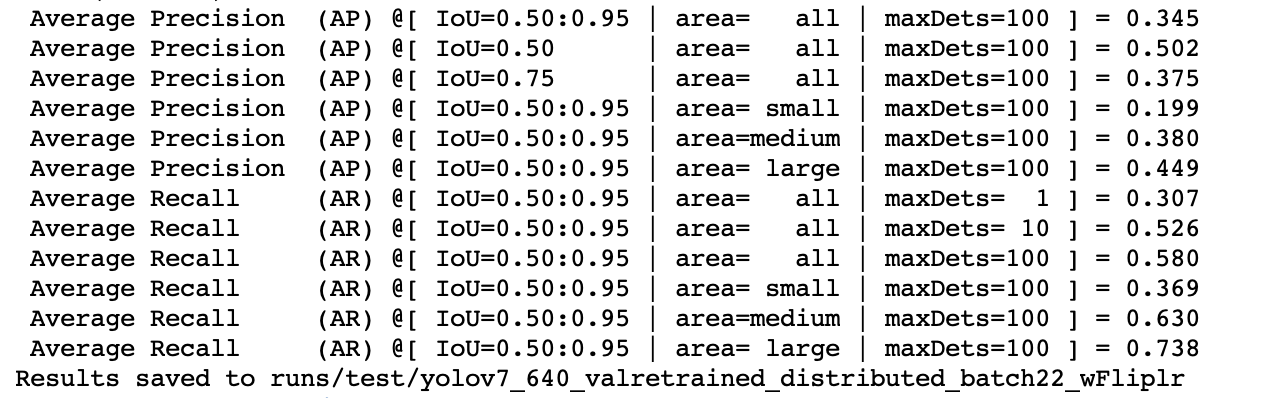 Average Precision  (AP) @[ IoU=0.50:0.95 | area=   all | maxDets=100 ] = 0.345
Average Precision  (AP) @[ IoU=0.50      | area=   all | maxDets=100 ] = 0.502
Average Precision  (AP) @[ IoU=0.75      | area=   all | maxDets=100 ] = 0.375
Average Precision  (AP) @[ IoU=0.50:0.95 | area= small | maxDets=100 ] = 0.199
Average Precision  (AP) @[ IoU=0.50:0.95 | area=medium | maxDets=100 ] = 0.380
Average Precision  (AP) @[ IoU=0.50:0.95 | area= large | maxDets=100 ] = 0.449
Average Recall     (AR) @[ IoU=0.50:0.95 | area=   all | maxDets=  1 ] = 0.307
Average Recall     (AR) @[ IoU=0.50:0.95 | area=   all | maxDets= 10 ] = 0.526
Average Recall     (AR) @[ IoU=0.50:0.95 | area=   all | maxDets=100 ] = 0.580
Average Recall     (AR) @[ IoU=0.50:0.95 | area= small | maxDets=100 ] = 0.369
Average Recall     (AR) @[ IoU=0.50:0.95 | area=medium | maxDets=100 ] = 0.630
Average Recall     (AR) @[ IoU=0.50:0.95 | area= large | maxDets=100 ] = 0.738
Results saved to runs/test/yolov7_640_valretrained_distributed_batch22_wFliplr